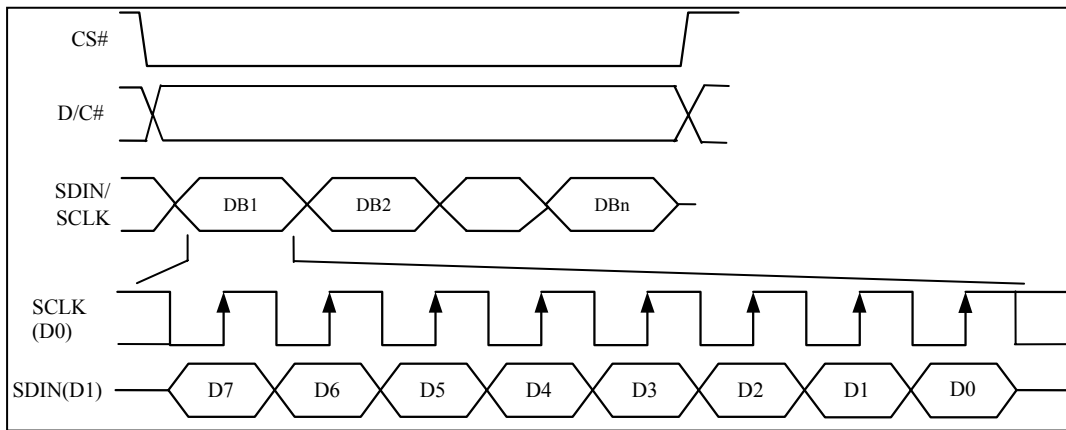 CS#
D/C#
SDIN/
SCLK
DB1 DB2 DBn
SCLK
(D0)
SDIN(D1) D7 D6 D5 D4 D3 D2 D1 D0